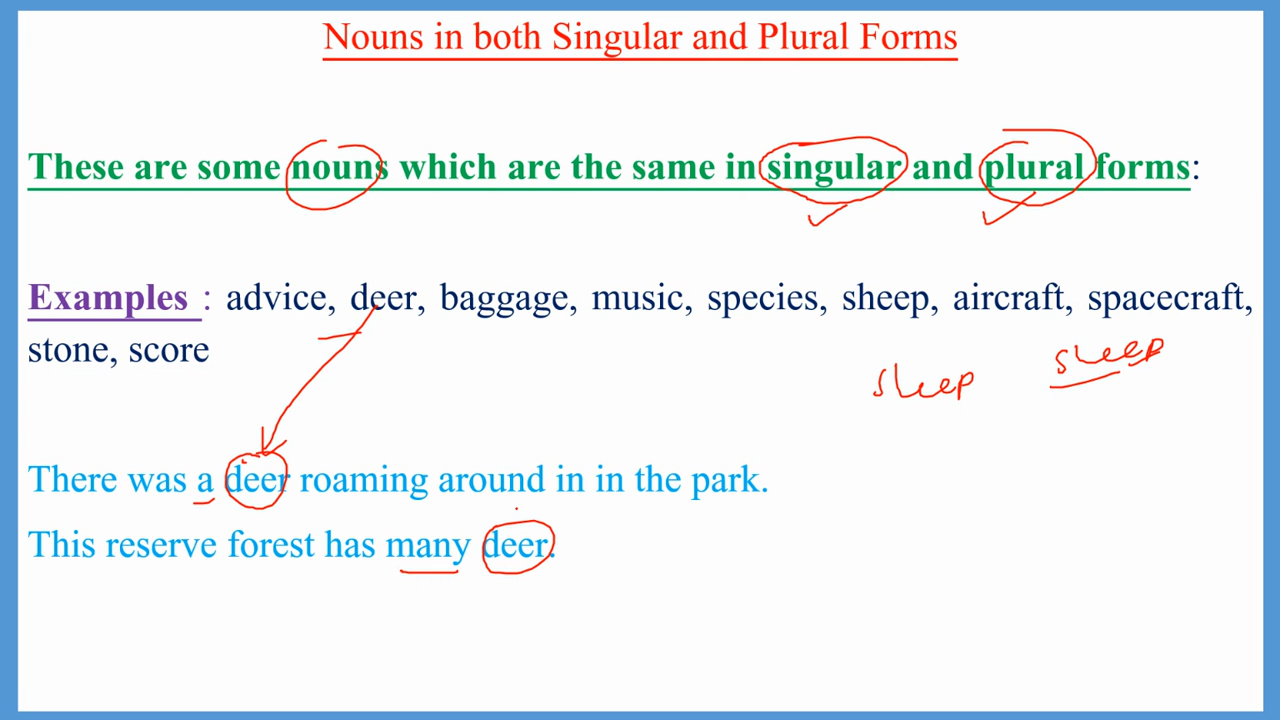 Nouns in both Singular and Plural Forms
These are some nouns which are the same in singular and plural forms:
Examples : advice, deer, baggage, music, species, sheep, aircraft, spacecraft,
stone, score
sheep sheep
There was a deer roaming around in in the park.
This reserve forest has many deer.